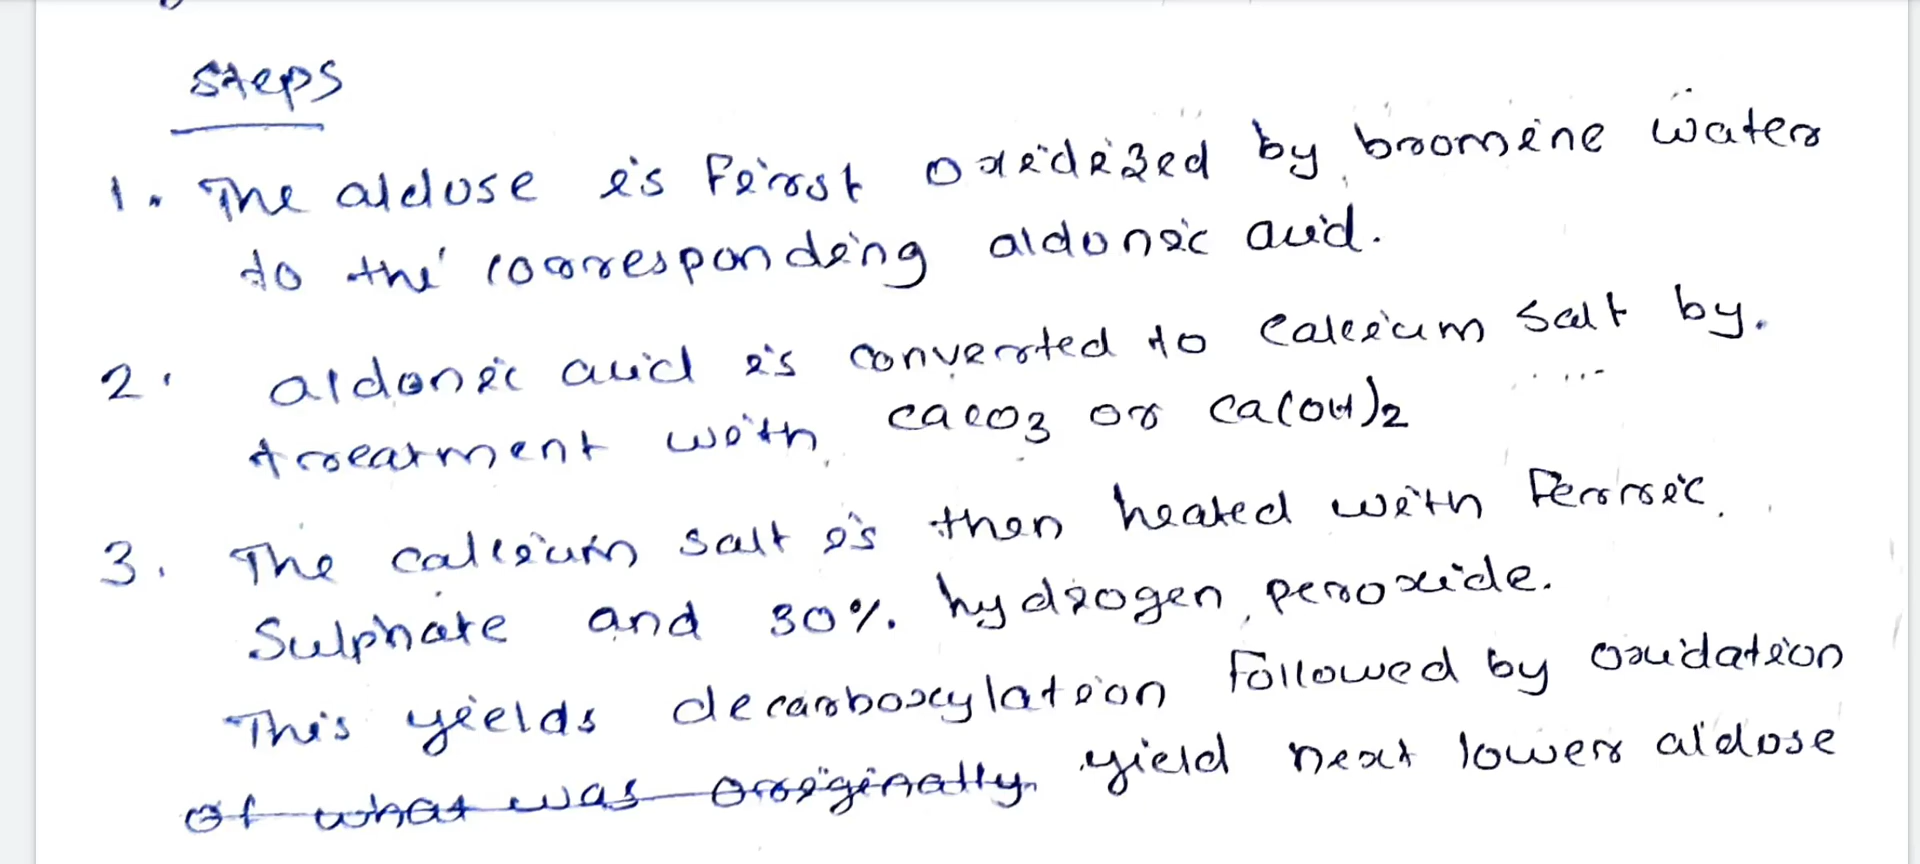 Steps
1. The aldose is first oxidized by bromine water
to the corresponding aldonic acid.
2. aldonic acid is converted to calcium salt by.
treatment with CaCO3 or Ca(OH)2
3. The calcium salt is then heated with Ferric.
Sulphate and 30% hydrogen peroxide.
This yields decarboxylation Followed by oxidation
of what was originally yield next lower aldose